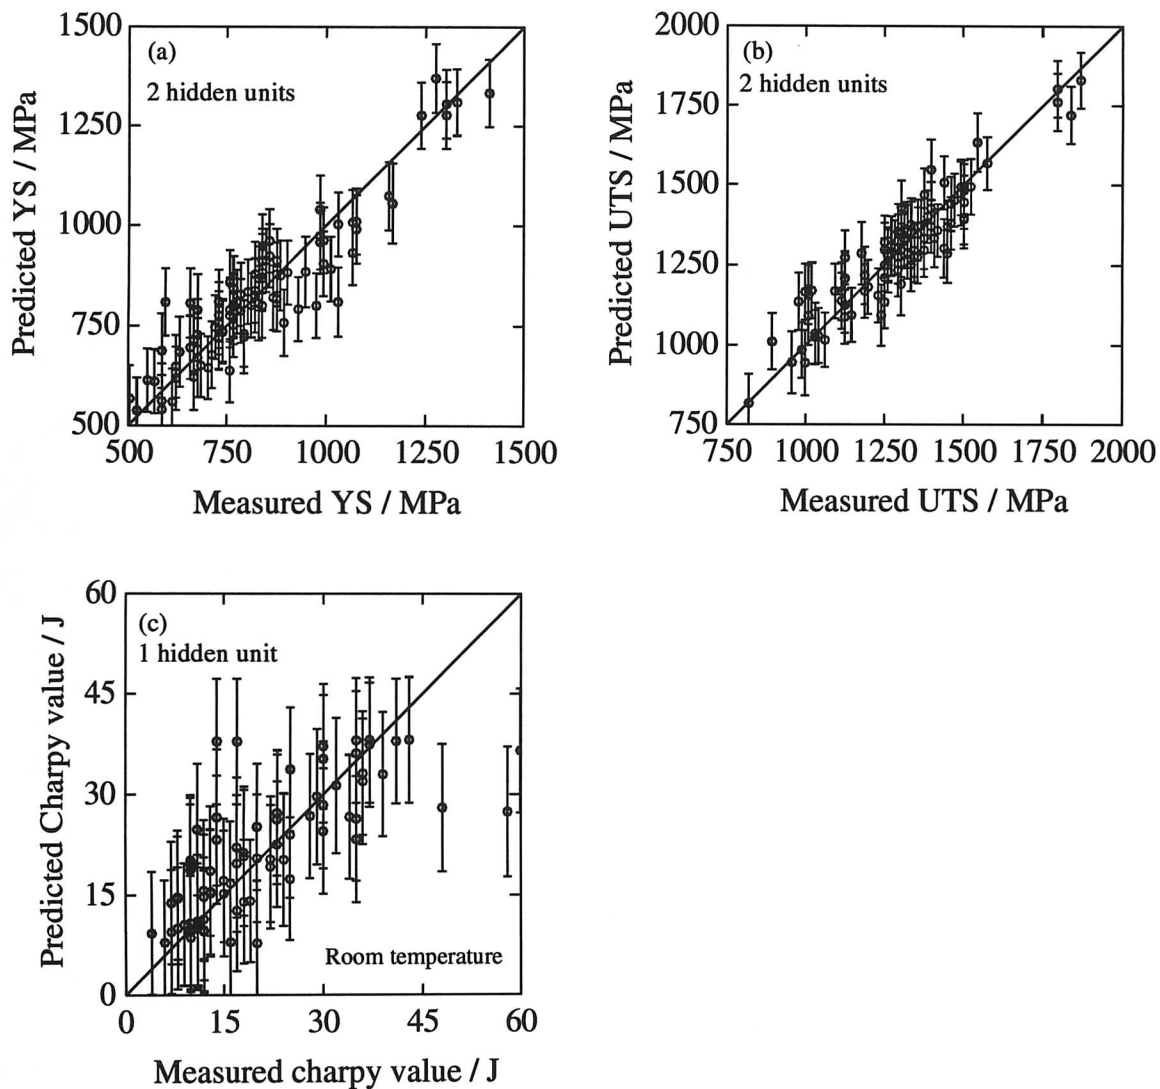 (a)
2 hidden units
1500
1250
1000
750
500
500 750 1000 1250 1500
Predicted YS / MPa
Measured YS / MPa
(b)
2 hidden units
2000
1750
1500
1250
1000
750
750 1000 1250 1500 1750 2000
Predicted UTS / MPa
Measured UTS / MPa
(c)
1 hidden unit
Room temperature
60
45
30
15
0
0 15 30 45 60
Predicted Charpy value / J
Measured charpy value / J